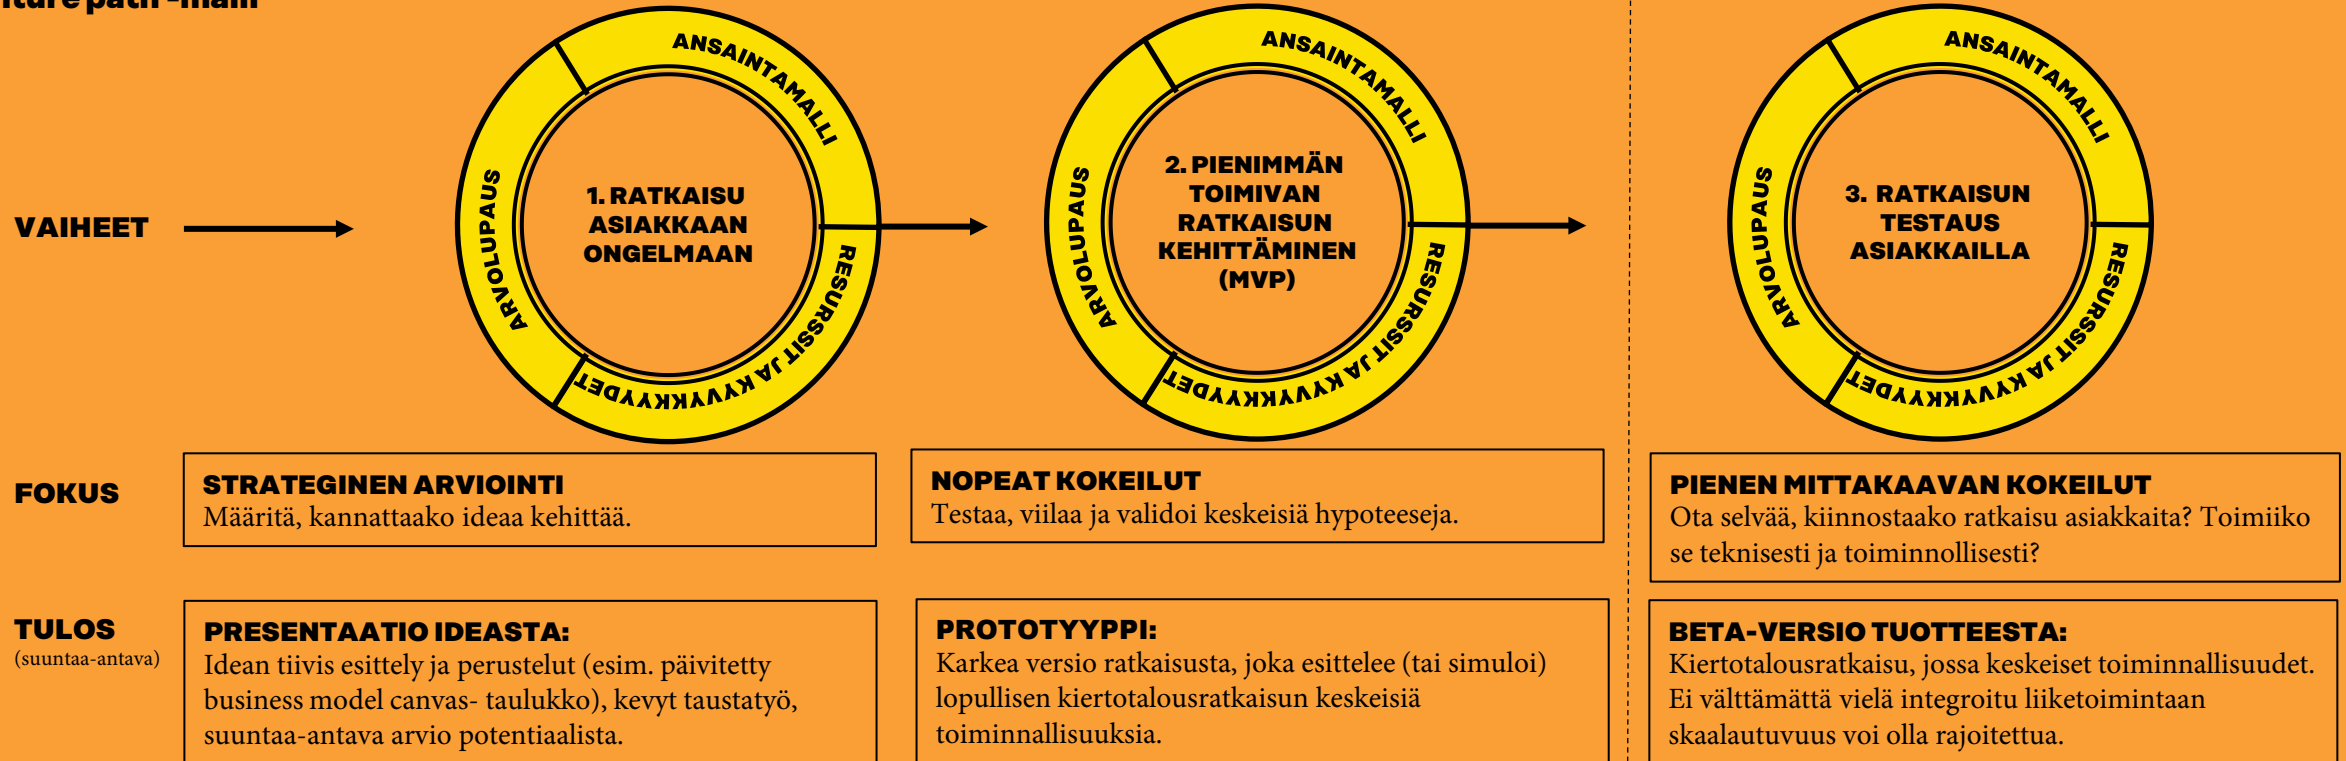 path -malli
ANSAINTAMALLI
ARVOLUPAUS
RESURSSIT JA KYVYKKYYDET
1. RATKAISU
ASIAKKAAN
ONGELMAAN
ANSAINTAMALLI
ARVOLUPAUS
RESURSSIT JA KYVYKKYYDET
2. PIENIMMÄN
TOIMIVAN
RATKAISUN
KEHITTÄMINEN
(MVP)
ANSAINTAMALLI
ARVOLUPAUS
RESURSSIT JA KYVYKKYYDET
3. RATKAISUN
TESTAUS
ASIAKKAILLA
VAIHEET
FOKUS
STRATEGINEN ARVIOINTI
Määritä, kannattaako ideaa kehittää.
NOPEAT KOKEILUT
Testaa, viilaa ja validoi keskeisiä hypoteeseja.
PIENEN MITTAKAAVAN KOKEILUT
Ota selvää, kiinnostaako ratkaisu asiakkaita? Toimiiko
se teknisesti ja toiminnollisesti?
TULOS
(suuntaa-antava)
PRESENTAATIO IDEASTA:
Idean tiivis esittely ja perustelut (esim. päivitetty
business model canvas- taulukko), kevyt taustatyö,
suuntaa-antava arvio potentiaalista.
PROTOTYYPPI:
Karkea versio ratkaisusta, joka esittelee (tai simuloi)
lopullisen kiertotalousratkaisun keskeisiä
toiminnallisuuksia.
BETA-VERSIO TUOTTEESTA:
Kiertotalousratkaisu, jossa keskeiset toiminnallisuudet.
Ei välttämättä vielä integroitu liiketoimintaan
skaalautuvuus voi olla rajoitettua.